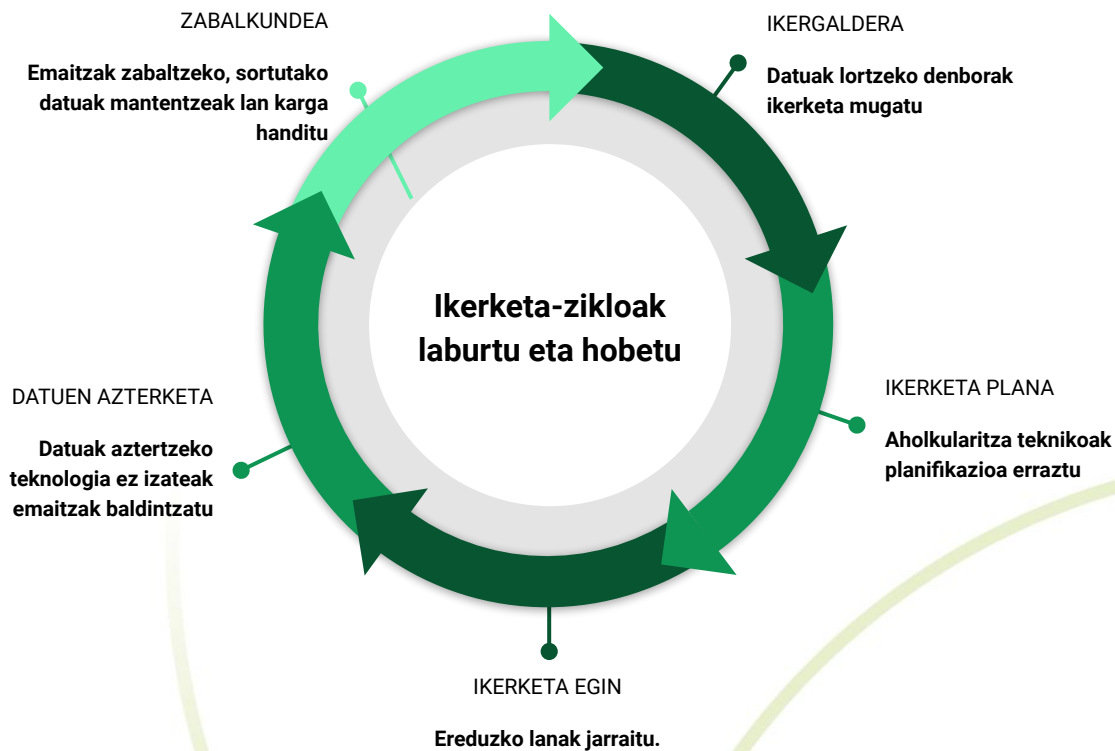 ZABALKUNDEA
Emaitzak zabaltzeko, sortutako
datuak mantentzeak lan karga
handitu
IKERGALDERA
Datuak lortzeko denborak
ikerketa mugatu
Ikerketa-zikloak
laburtu eta hobetu
IKERKETA PLANA
Aholkularitza teknikoak
planifikazioa erraztu
DATUEN AZTERKETA
Datuak aztertzeko
teknologia ez izateak
emaitzak baldintzatu
IKERKETA EGIN
Ereduzko lanak jarraitu.